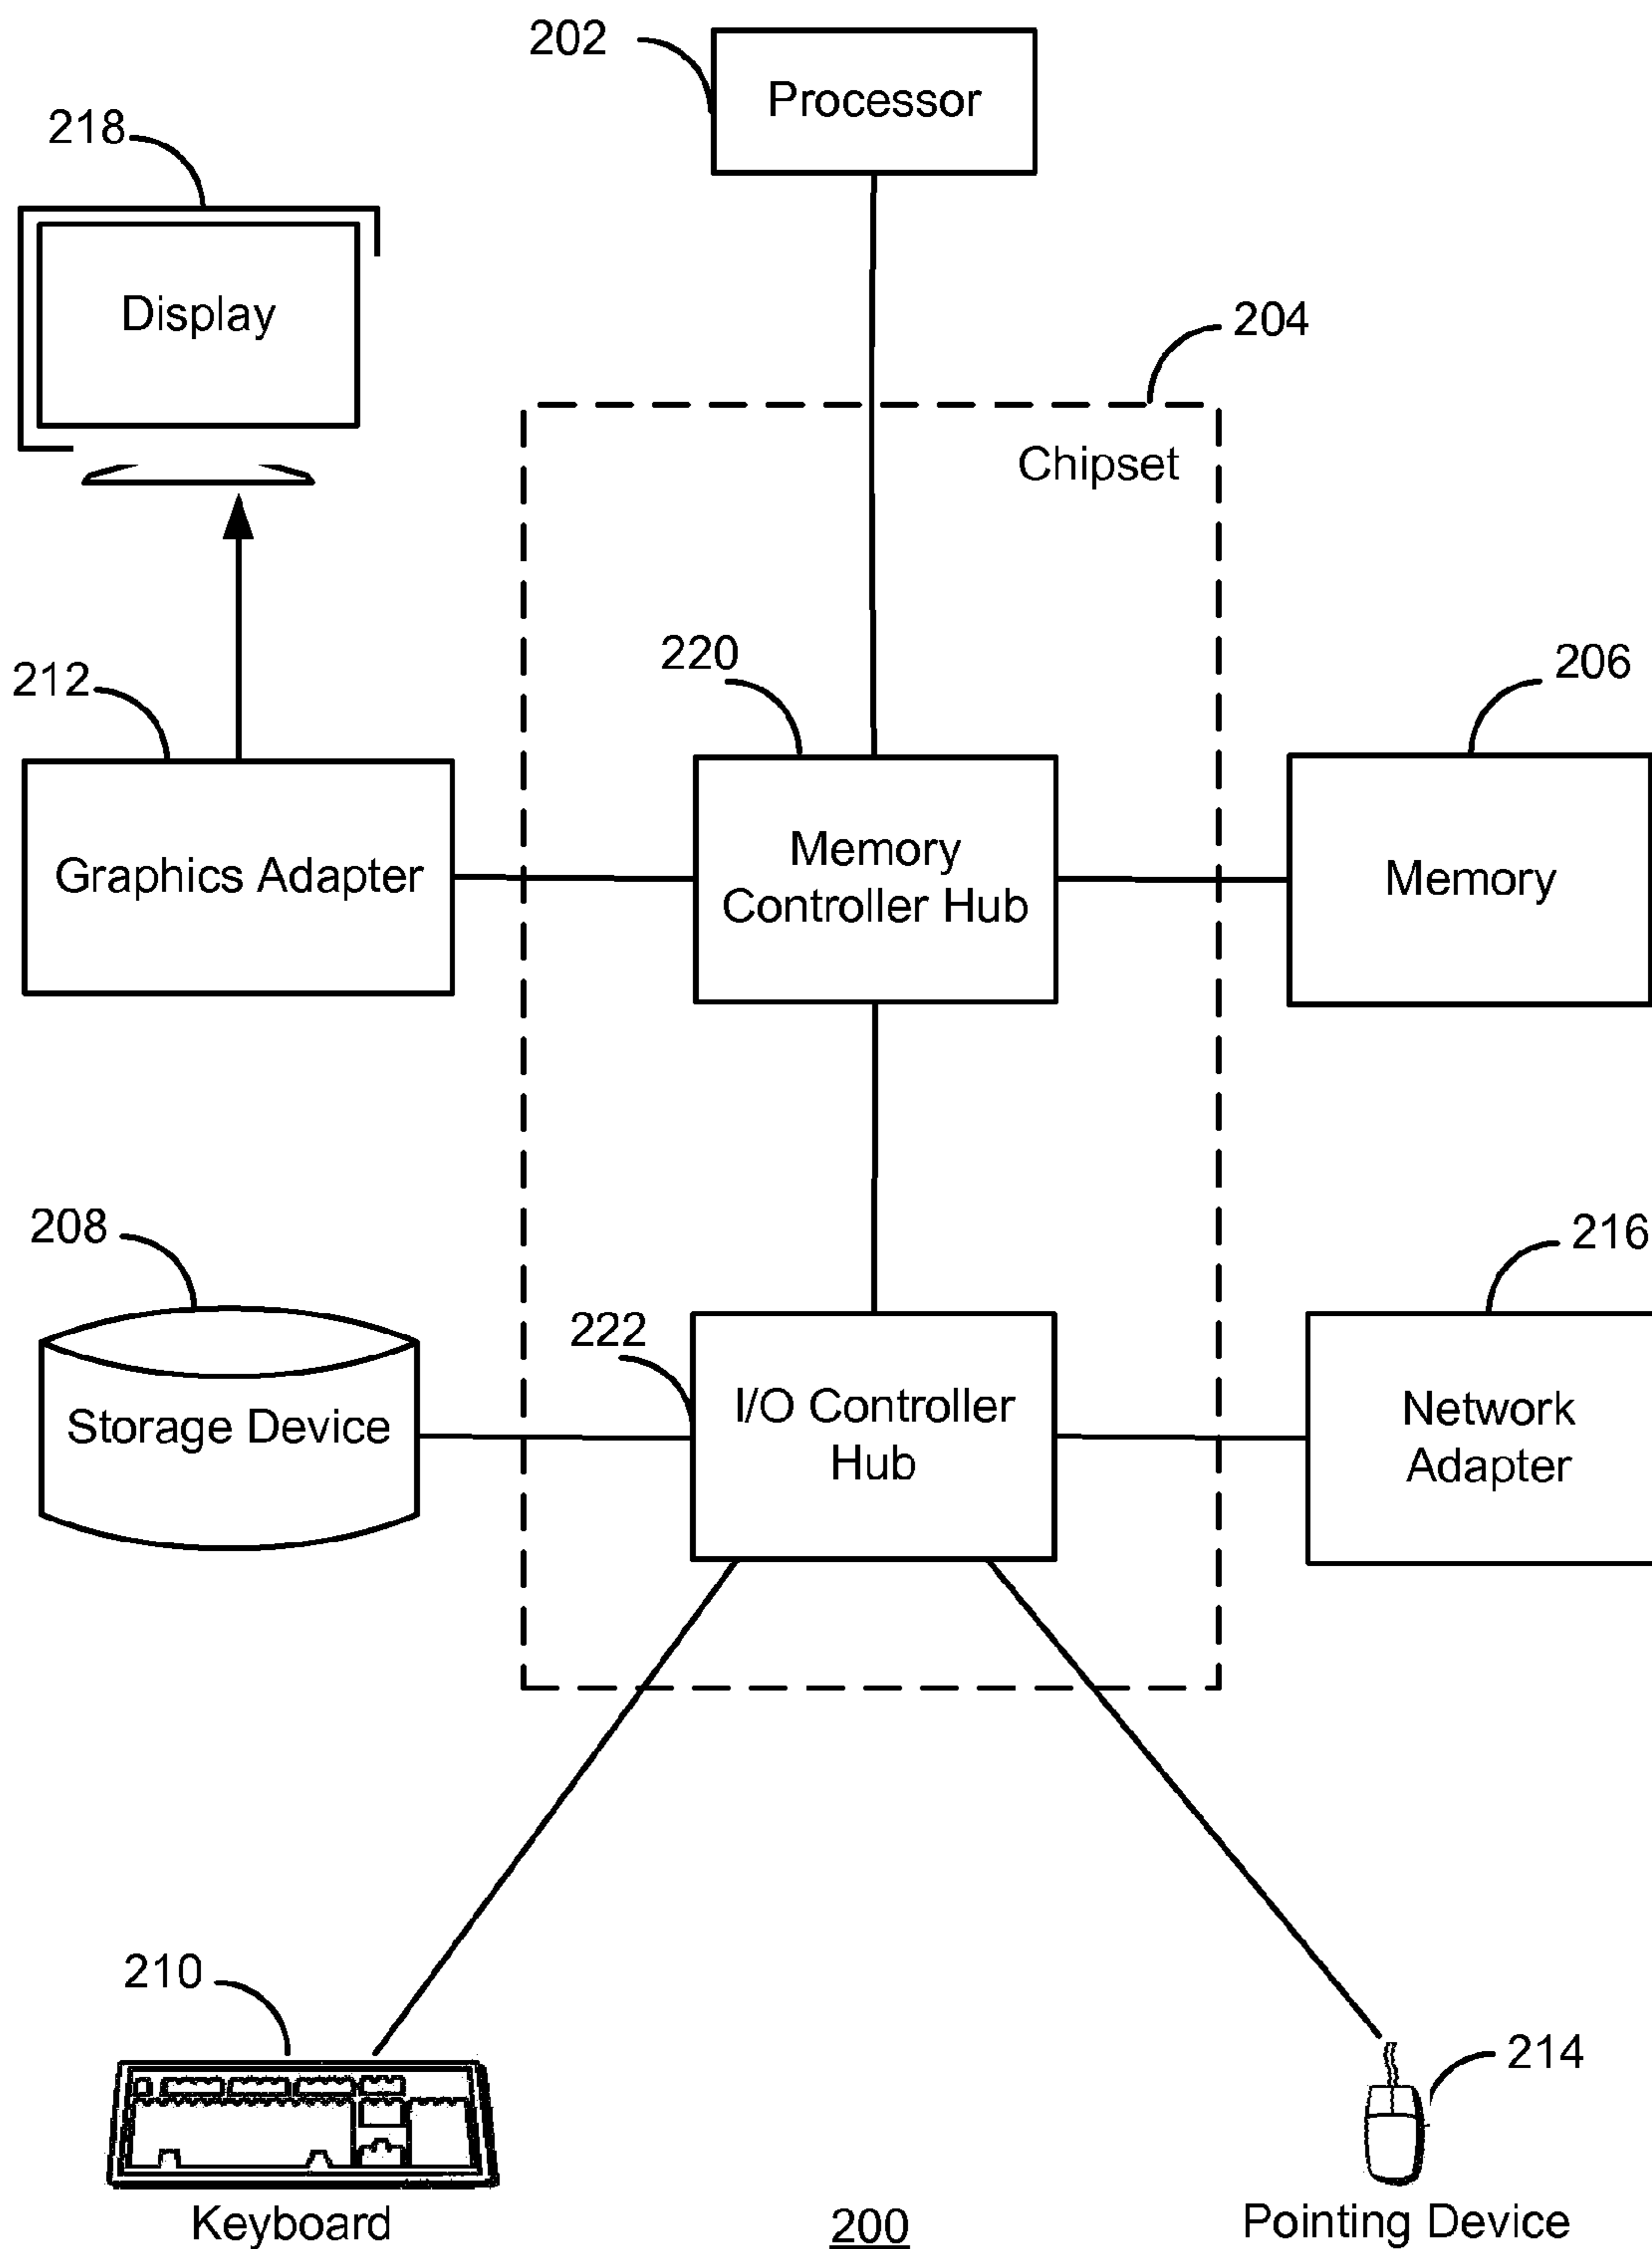 202
Processor
218
Display
204
Chipset
212
220
206
Graphics Adapter
Memory
Controller Hub
Memory
208
222
216
Storage Device
I/O Controller
Hub
Network
Adapter
210
214
Keyboard
200
Pointing Device